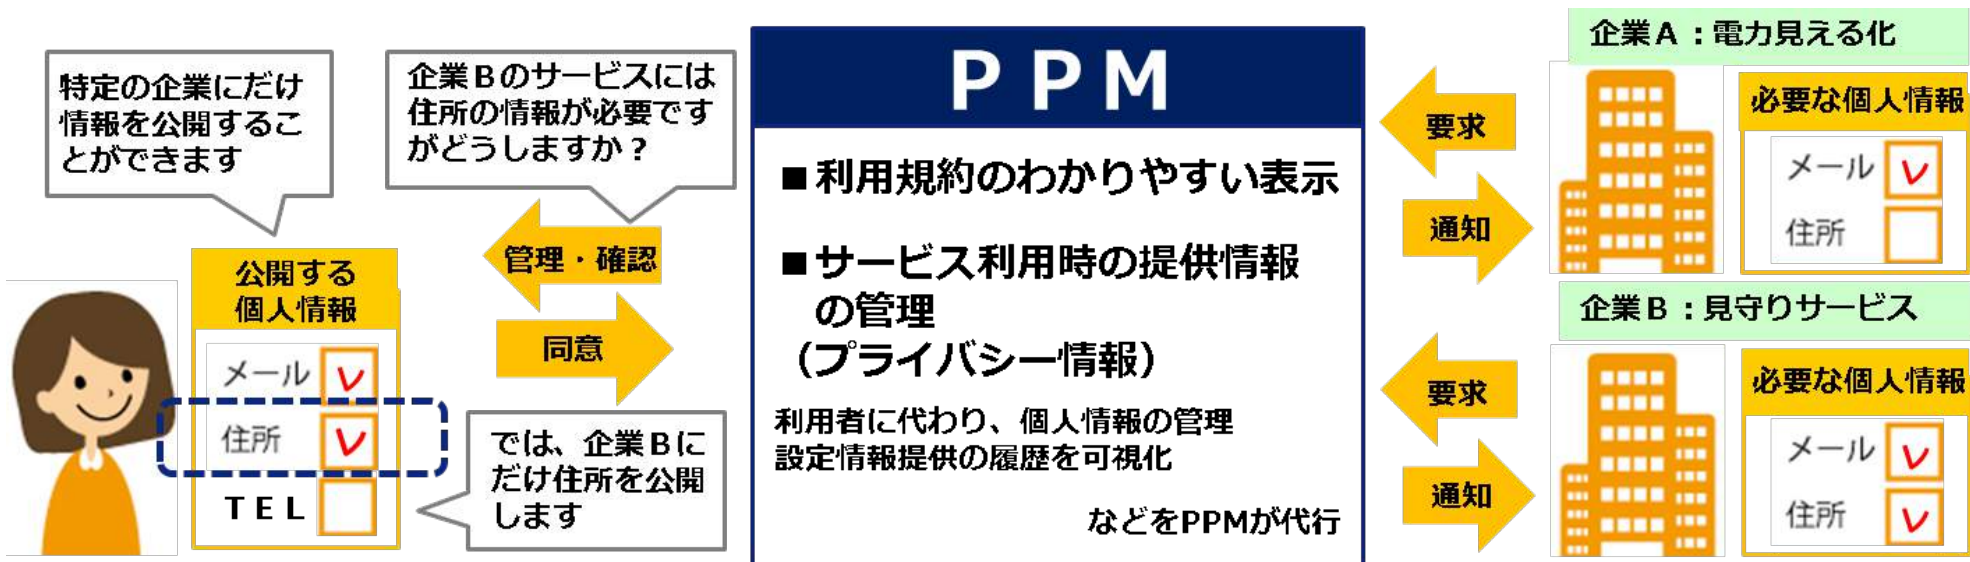 特定の企業にだけ
情報を公開するこ
とができます
企業Ｂのサービスには
住所の情報が必要です
がどうしますか？
管理・確認
同意
公開する
個人情報
メール
住所
ＴＥＬ
では、企業Ｂに
だけ住所を公開
します
ＰＰＭ
■利用規約のわかりやすい表示
■サービス利用時の提供情報
の管理
（プライバシー情報）
利用者に代わり、個人情報の管理
設定情報提供の履歴を可視化
などをPPMが代行
要求
通知
企業Ａ：電力見える化
必要な個人情報
メール
住所
要求
通知
企業Ｂ：見守りサービス
必要な個人情報
メール
住所